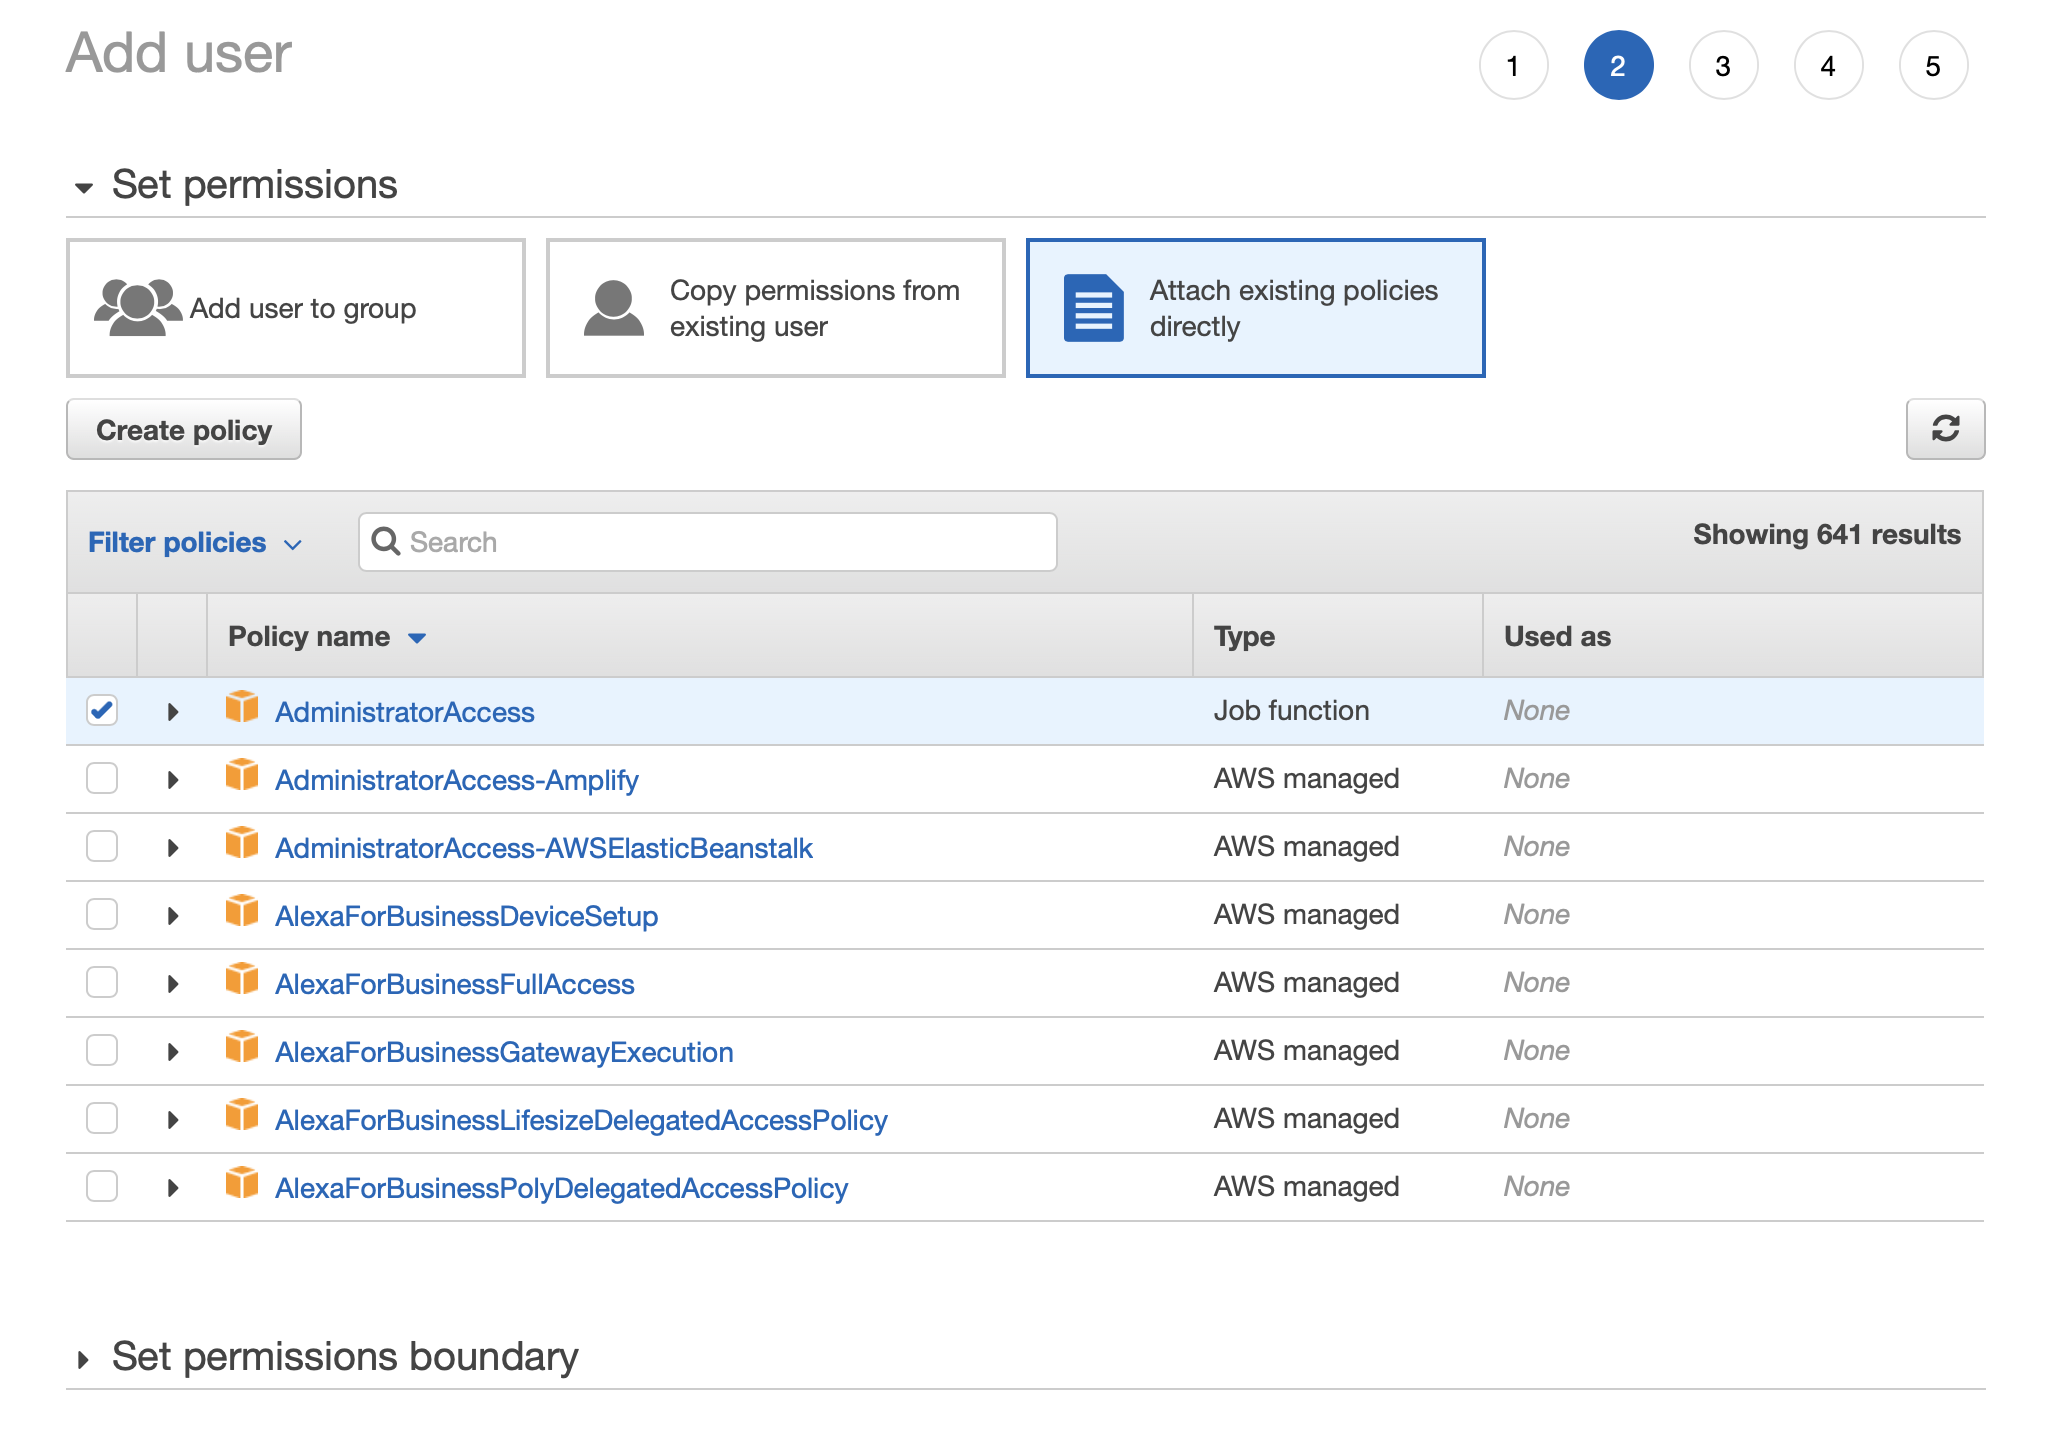 Add user
1 2 3 4 5
Set permissions
Add user to group
Copy permissions from
existing user
Attach existing policies
directly
Create policy
Filter policies Search Showing 641 results
Policy name Type Used as
AdministratorAccess Job function None
AdministratorAccess-Amplify AWS managed None
AdministratorAccess-AWSElasticBeanstalk AWS managed None
AlexaForBusinessDeviceSetup AWS managed None
AlexaForBusinessFullAccess AWS managed None
AlexaForBusinessGatewayExecution AWS managed None
AlexaForBusinessLifesizeDelegatedAccessPolicy AWS managed None
AlexaForBusinessPolyDelegatedAccessPolicy AWS managed None
Set permissions boundary